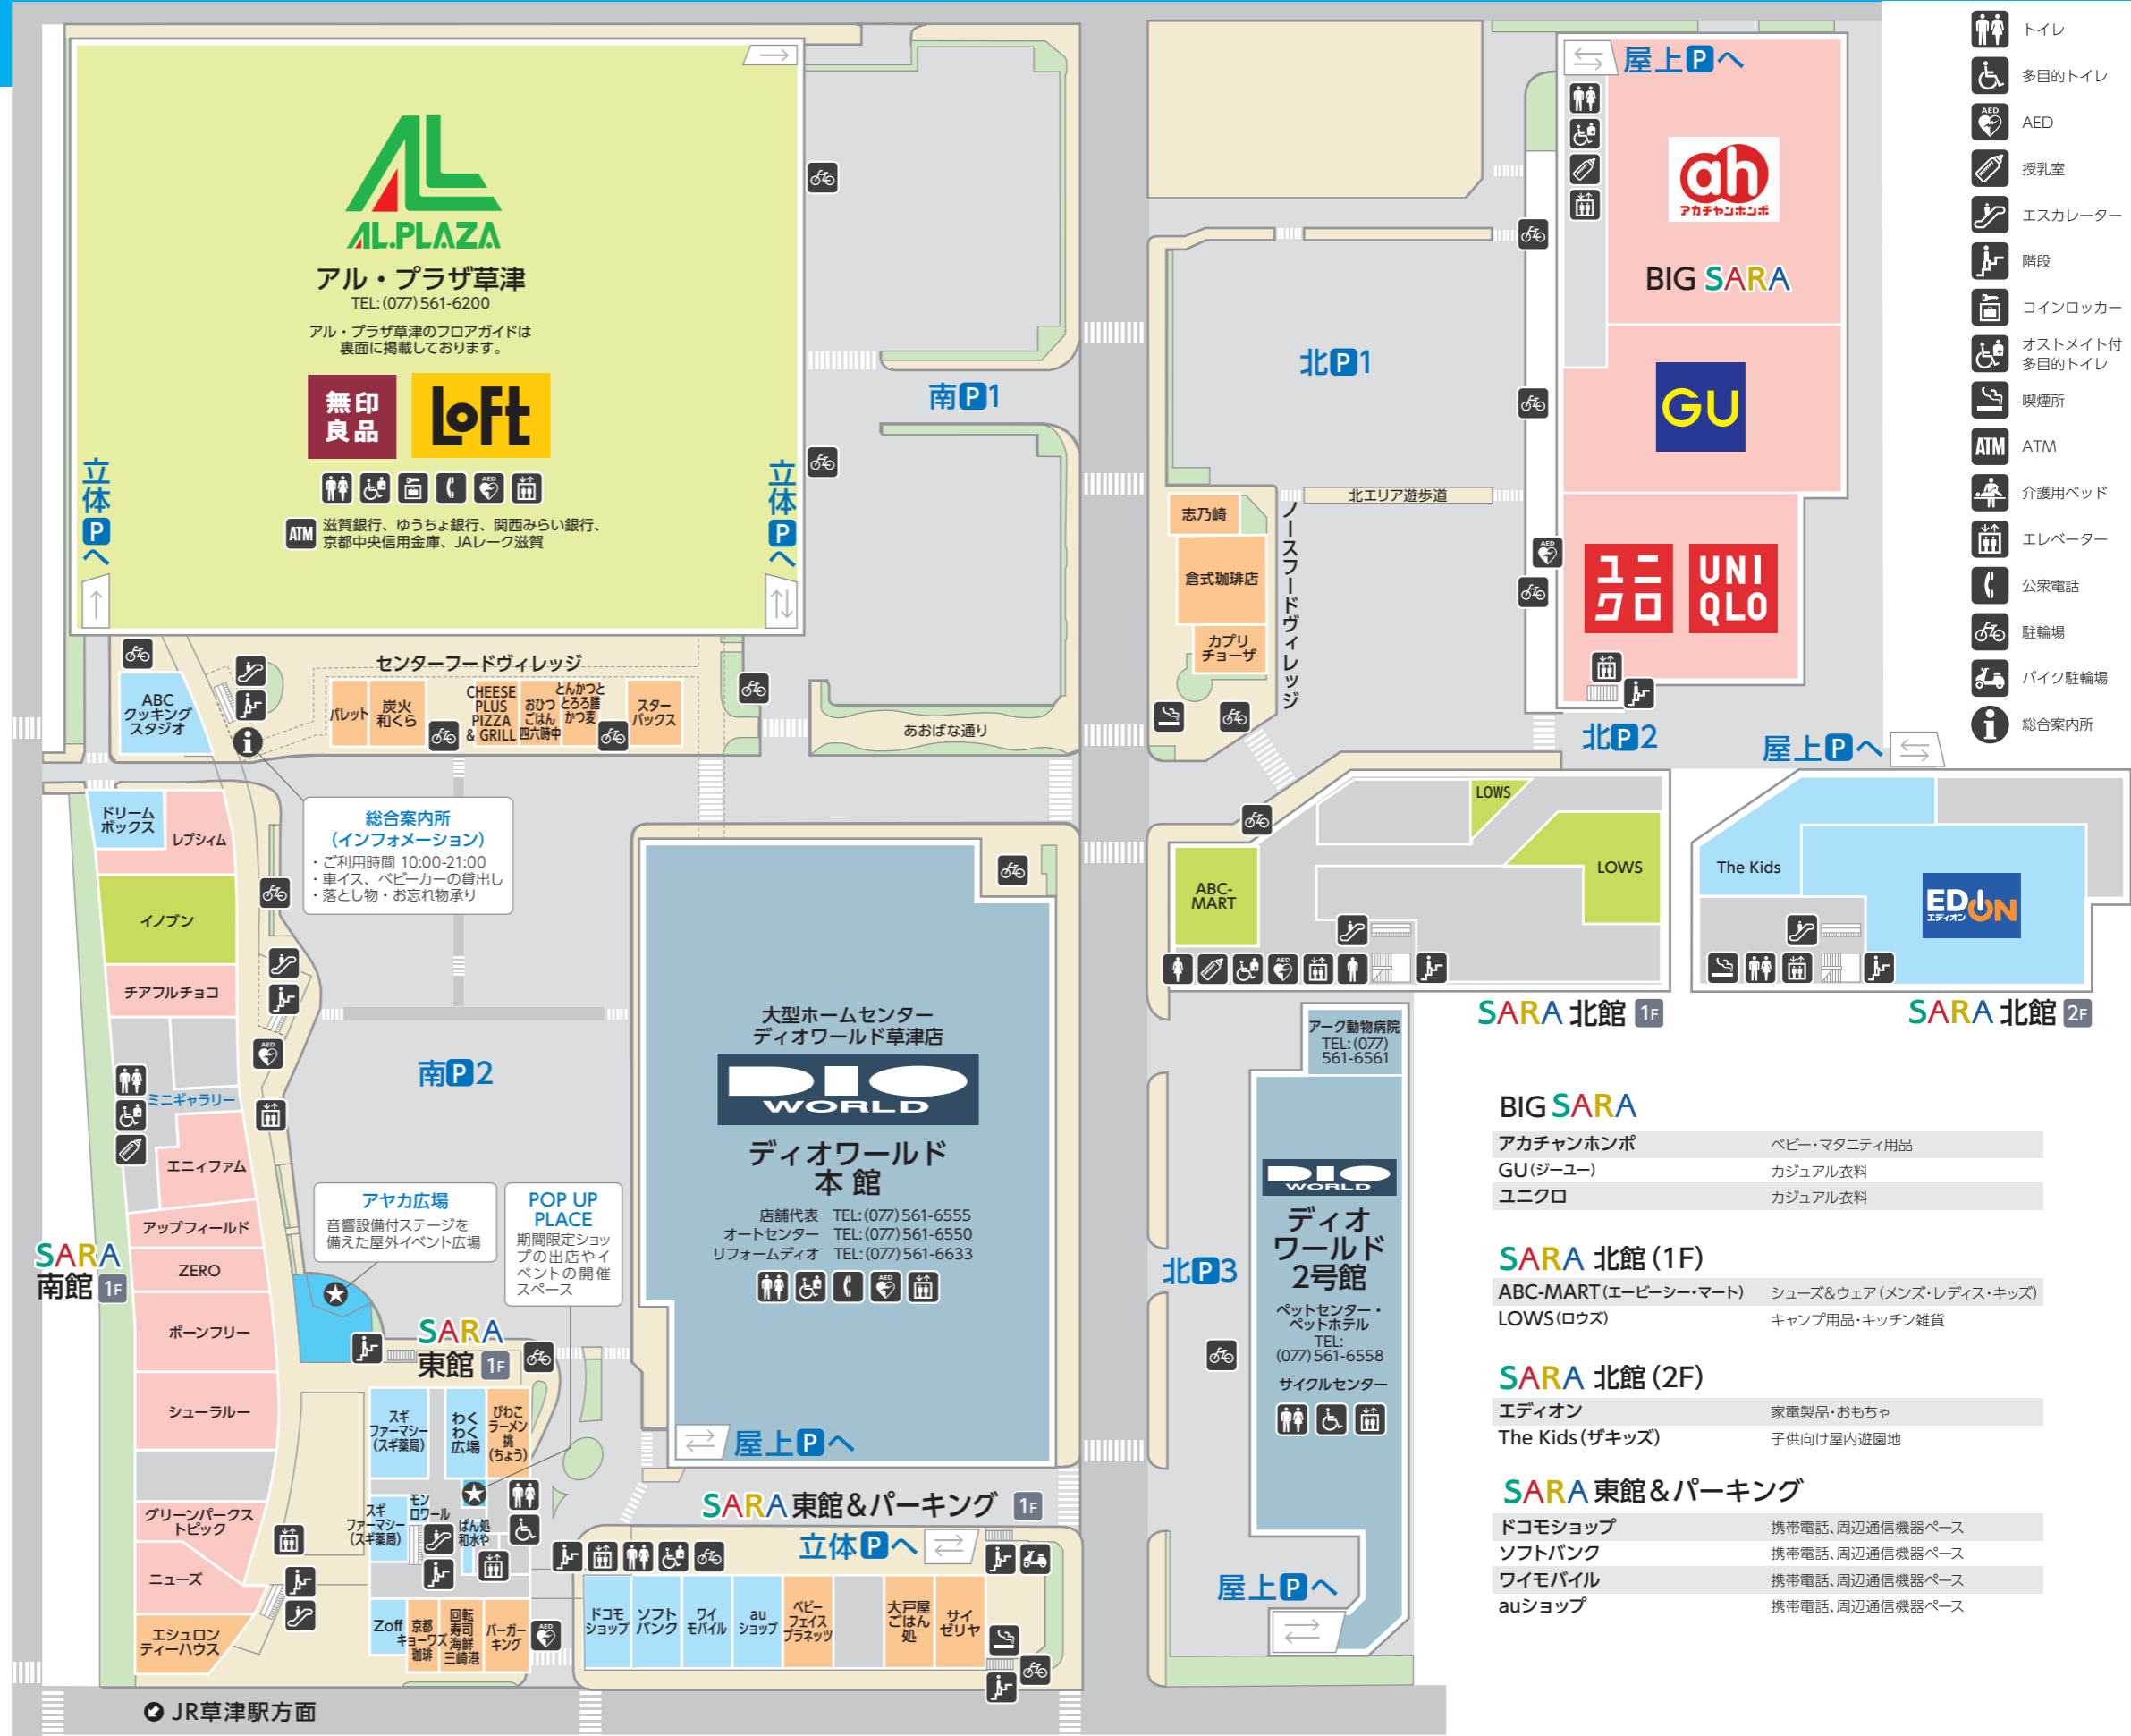 AL.PLAZA
アル・プラザ草津
TEL:(077)561-6200
アル・プラザ草津のフロアガイドは
裏面に掲載しております。
無印
良品
LoFt
ATM
滋賀銀行、ゆうちょ銀行、関西みらい銀行、
京都中央信用金庫、JAレーク滋賀
立体Pへ
立体Pへ
南P1
北P1
屋上Pへ
ah
アカチャンホンポ
BIG SARA
GU
ユニ
クロ
UNI
QLO
北エリア遊歩道
ノースフードヴィレッジ
志乃崎
倉式珈琲店
カプリ
チョーザ
北P2
屋上Pへ
トイレ
多目的トイレ
AED
AED
授乳室
エスカレーター
階段
コインロッカー
オストメイト付
多目的トイレ
喫煙所
ATM
ATM
介護用ベッド
エレベーター
公衆電話
駐輪場
バイク駐輪場
総合案内所
センターフードヴィレッジ
ABC
クッキング
スタジオ
パレット
炭火
和くら
CHEESE
PLUS
PIZZA
& GRILL
おひつ
ごはん
四六時中
とんかつと
とろろ膳
かつ麦
スター
バックス
あおばな通り
総合案内所
(インフォメーション)
・ご利用時間 10:00-21:00
・車イス、ベビーカーの貸出し
・落とし物・お忘れ物承り
ドリーム
ボックス
レプシィム
イノブン
チアフルチョコ
AED
ミニギャラリー
エニィファム
アップフィールド
ZERO
ボーンフリー
シューラルー
グリーンパークス
トピック
ニューズ
エシュロン
ティーハウス
SARA
南館 1F
南P2
アヤカ広場
音響設備付ステージを
備えた屋外イベント広場
POP UP
PLACE
期間限定ショッ
プの出店やイ
ベントの開催
スペース
SARA
東館 1F
スギ
ファーマシー
(スギ薬局)
わく
わく
広場
びわこ
ラーメン
挑
(ちょう)
スギ
ファーマシー
(スギ薬局)
モン
ロワール
ぱん処
和水や
Zoff
京都
キョーワズ
珈琲
回転
寿司
海鮮
三崎港
バーガー
キング
AED
大型ホームセンター
ディオワールド草津店
DIO
WORLD
ディオワールド
本館
店舗代表 TEL:(077)561-6555
オートセンター TEL:(077)561-6550
リフォームディオ TEL:(077)561-6633
AED
屋上Pへ
SARA 東館&パーキング 1F
立体Pへ
ドコモ
ショップ
ソフト
バンク
ワイ
モバイル
au
ショップ
ベビー
フェイス
プラネッツ
大戸屋
ごはん
処
サイ
ゼリヤ
AED
ABC-
MART
LOWS
LOWS
AED
SARA 北館 1F
The Kids
EDION
エディオン
SARA 北館 2F
アーク動物病院
TEL:(077)
561-6561
DIO
WORLD
ディオ
ワールド
2号館
ペットセンター・
ペットホテル
TEL:
(077)561-6558
サイクルセンター
北P3
屋上Pへ
BIG SARA
アカチャンホンポ ベビー・マタニティ用品
GU(ジーユー) カジュアル衣料
ユニクロ カジュアル衣料
SARA 北館(1F)
ABC-MART(エービーシー・マート) シューズ&ウェア(メンズ・レディス・キッズ)
LOWS(ロウズ) キャンプ用品・キッチン雑貨
SARA 北館(2F)
エディオン 家電製品・おもちゃ
The Kids(ザキッズ) 子供向け屋内遊園地
SARA 東館&パーキング
ドコモショップ 携帯電話、周辺通信機器ペース
ソフトバンク 携帯電話、周辺通信機器ペース
ワイモバイル 携帯電話、周辺通信機器ペース
auショップ 携帯電話、周辺通信機器ペース
JR草津駅方面